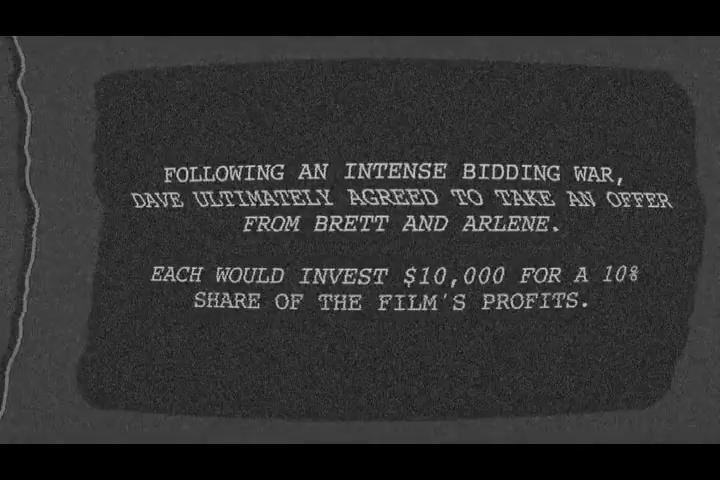 FOLLOWING AN INTENSE BIDDING WAR,
DAVE ULTIMATELY AGREED TO TAKE AN OFFER
FROM BRETT AND ARLENE.
EACH WOULD INVEST $10,000 FOR A 10%
SHARE OF THE FILM'S PROFITS.